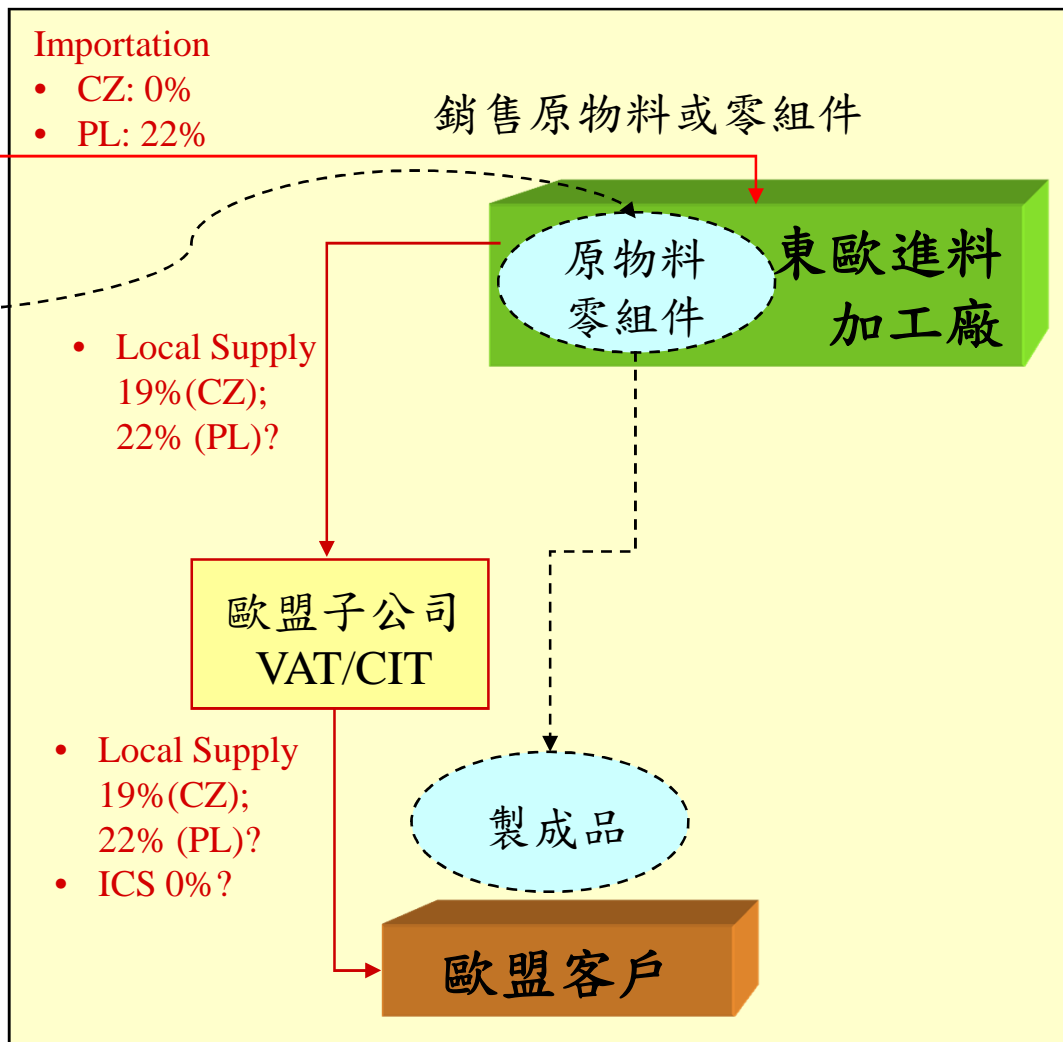 Importation
• CZ: 0%
• PL: 22%
銷售原物料或零組件
原物料
零組件
東歐進料
加工廠
• Local Supply
19%(CZ);
22% (PL)?
歐盟子公司
VAT/CIT
• Local Supply
19%(CZ);
22% (PL)?
• ICS 0%?
製成品
歐盟客戶